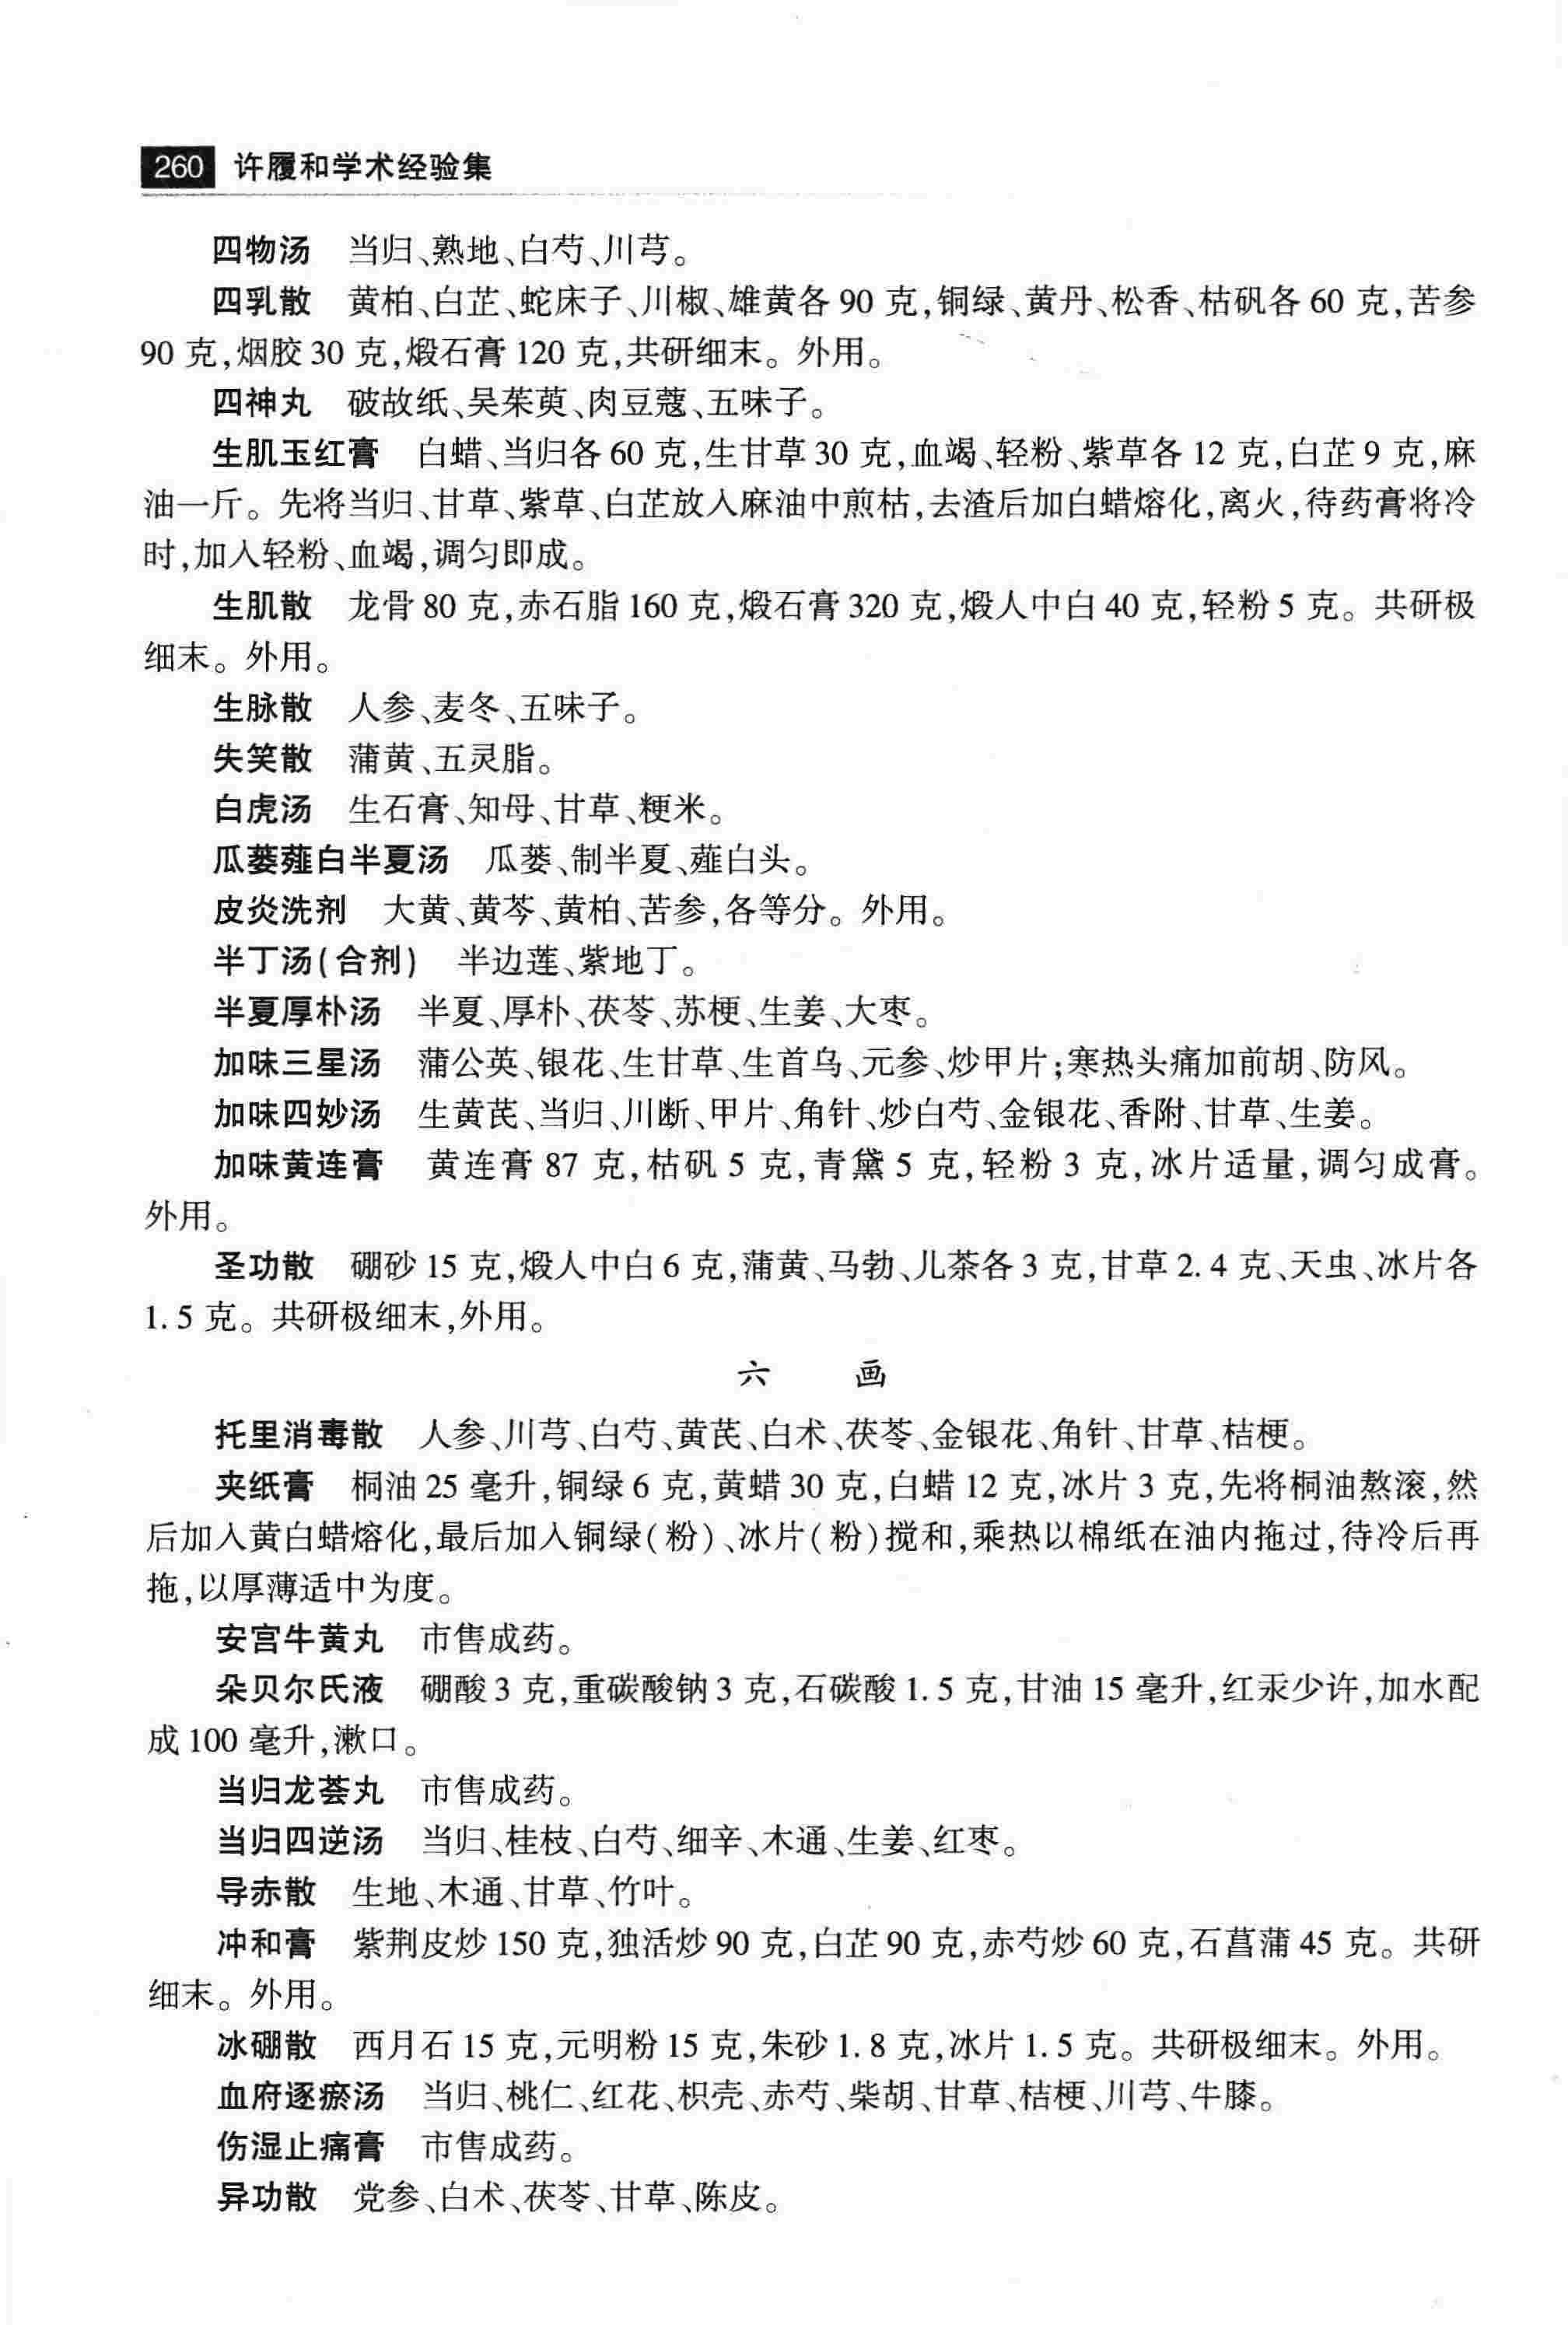 260 许履和学术经验集
四物汤　当归、熟地、白芍、川芎。
四乳散　黄柏、白芷、蛇床子、川椒、雄黄各 90 克,铜绿、黄丹、松香、枯矾各 60 克,苦参
90 克,烟胶 30 克,煅石膏 120 克,共研细末。外用。
四神丸　破故纸、吴茱萸、肉豆蔻、五味子。
生肌玉红膏　白蜡、当归各 60 克,生甘草 30 克,血竭、轻粉、紫草各 12 克,白芷 9 克,麻
油一斤。先将当归、甘草、紫草、白芷放入麻油中煎枯,去渣后加白蜡熔化,离火,待药膏将冷
时,加入轻粉、血竭,调匀即成。
生肌散　龙骨 80 克,赤石脂 160 克,煅石膏 320 克,煅人中白 40 克,轻粉 5 克。共研极
细末。外用。
生脉散　人参、麦冬、五味子。
失笑散　蒲黄、五灵脂。
白虎汤　生石膏、知母、甘草、粳米。
瓜蒌薤白半夏汤　瓜蒌、制半夏、薤白头。
皮炎洗剂　大黄、黄芩、黄柏、苦参,各等分。外用。
半丁汤(合剂)　半边莲、紫地丁。
半夏厚朴汤　半夏、厚朴、茯苓、苏梗、生姜、大枣。
加味三星汤　蒲公英、银花、生甘草、生首乌、元参、炒甲片;寒热头痛加前胡、防风。
加味四妙汤　生黄芪、当归、川断、甲片、角针、炒白芍、金银花、香附、甘草、生姜。
加味黄连膏　黄连膏 87 克,枯矾 5 克,青黛 5 克,轻粉 3 克,冰片适量,调匀成膏。
外用。
圣功散　硼砂 15 克,煅人中白 6 克,蒲黄、马勃、儿茶各 3 克,甘草 2.4 克、天虫、冰片各
1.5 克。共研极细末,外用。
六　画
托里消毒散　人参、川芎、白芍、黄芪、白术、茯苓、金银花、角针、甘草、桔梗。
夹纸膏　桐油 25 毫升,铜绿 6 克,黄蜡 30 克,白蜡 12 克,冰片 3 克,先将桐油熬滚,然
后加入黄白蜡熔化,最后加入铜绿(粉)、冰片(粉)搅和,乘热以棉纸在油内拖过,待冷后再
拖,以厚薄适中为度。
安宫牛黄丸　市售成药。
朵贝尔氏液　硼酸 3 克,重碳酸钠 3 克,石碳酸 1.5 克,甘油 15 毫升,红汞少许,加水配
成 100 毫升,漱口。
当归龙荟丸　市售成药。
当归四逆汤　当归、桂枝、白芍、细辛、木通、生姜、红枣。
导赤散　生地、木通、甘草、竹叶。
冲和膏　紫荆皮炒 150 克,独活炒 90 克,白芷 90 克,赤芍炒 60 克,石菖蒲 45 克。共研
细末。外用。
冰硼散　西月石 15 克,元明粉 15 克,朱砂 1.8 克,冰片 1.5 克。共研极细末。外用。
血府逐瘀汤　当归、桃仁、红花、枳壳、赤芍、柴胡、甘草、桔梗、川芎、牛膝。
伤湿止痛膏　市售成药。
异功散　党参、白术、茯苓、甘草、陈皮。